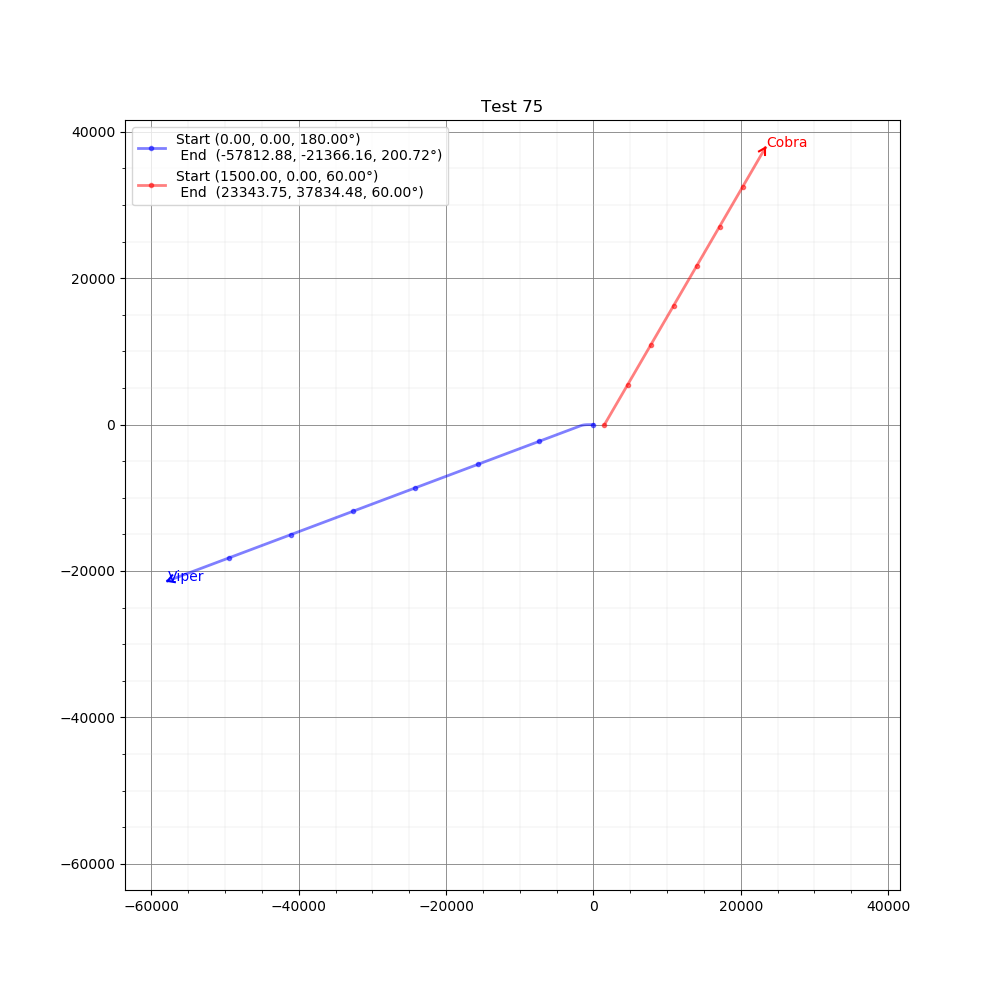 Test 75
Start (0.00, 0.00, 180.00°)
End (-57812.88, -21366.16, 200.72°)
Start (1500.00, 0.00, 60.00°)
End (23343.75, 37834.48, 60.00°)
Cobra
Viper
40000
20000
0
−20000
−40000
−60000
−60000 −40000 −20000 0 20000 40000